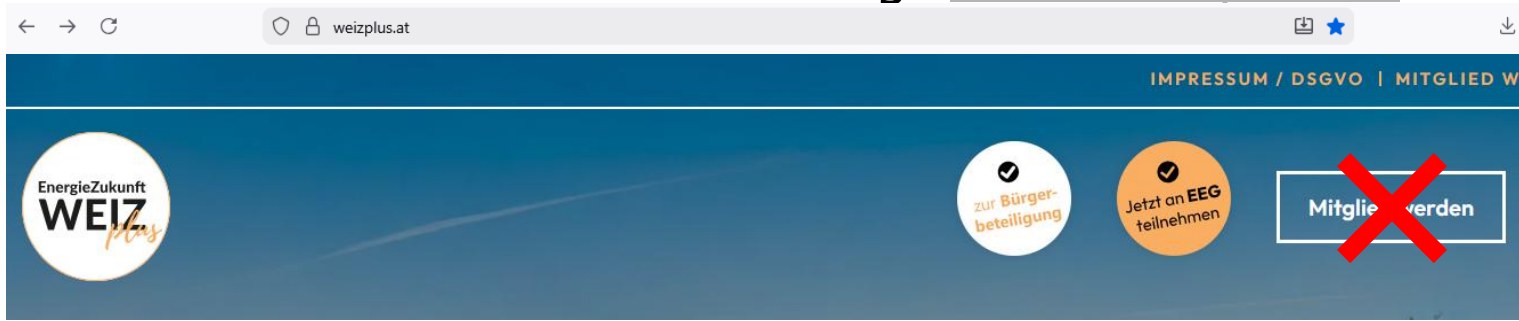 weizplus.at
IMPRESSUM / DSGVO | MITGLIED W
EnergieZukunft
WEIZ
plus
zur Bürger-
beteiligung
Jetzt an EEG
teilnehmen
Mitglied werden